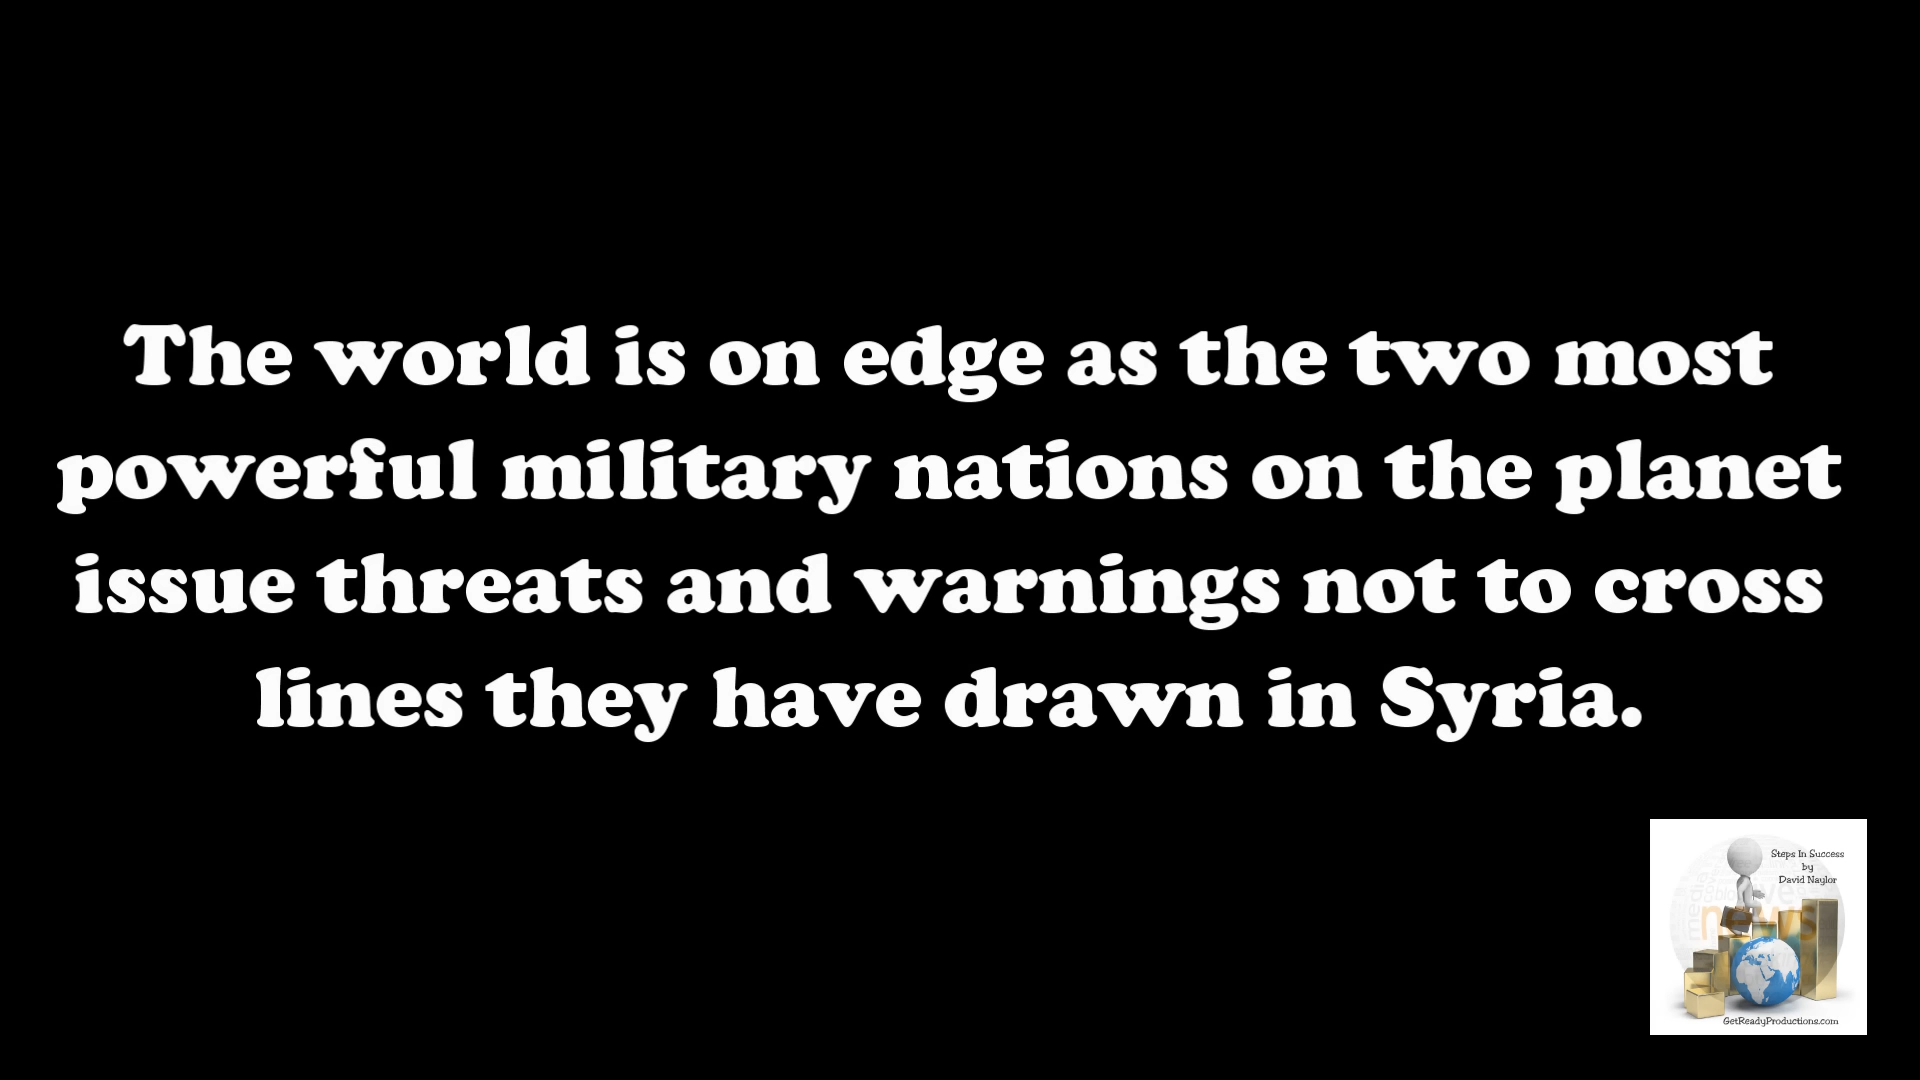 The world is on edge as the two most
powerful military nations on the planet
issue threats and warnings not to cross
lines they have drawn in Syria.
Steps In Success
by
David Naylor
news
GetReadyProductions.com